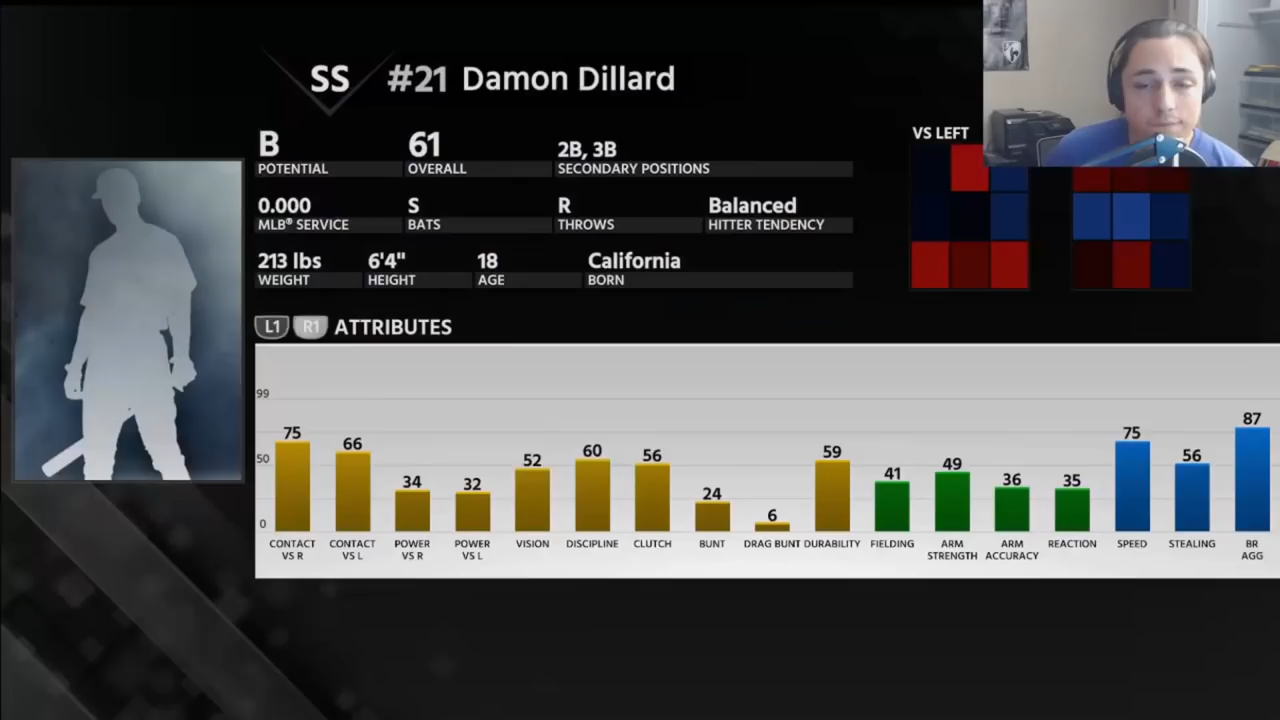 SS #21 Damon Dillard
B 61 2B, 3B
POTENTIAL OVERALL SECONDARY POSITIONS
0.000 S R Balanced
MLB® SERVICE BATS THROWS HITTER TENDENCY
213 lbs 6'4" 18 California
WEIGHT HEIGHT AGE BORN
VS LEFT
L1 R1 ATTRIBUTES
99
50
0
75 66 34 32 52 60 56 24 6 59 41 49 36 35 75 56 87
CONTACT CONTACT POWER POWER VISION DISCIPLINE CLUTCH BUNT DRAG BUNT DURABILITY FIELDING ARM ARM REACTION SPEED STEALING BR
VS R VS L VS R VS L STRENGTH ACCURACY AGG